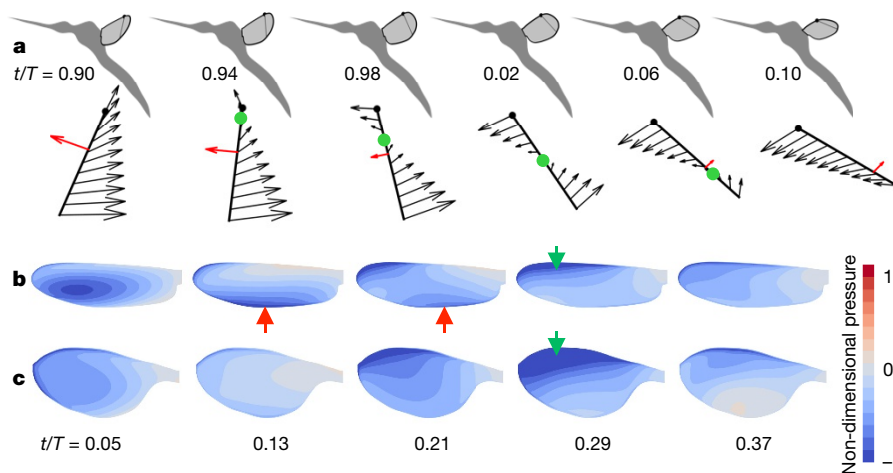 a
t/T = 0.90 0.94 0.98 0.02 0.06 0.10
b
c
t/T = 0.05 0.13 0.21 0.29 0.37
Non-dimensional pressure
1
0
–